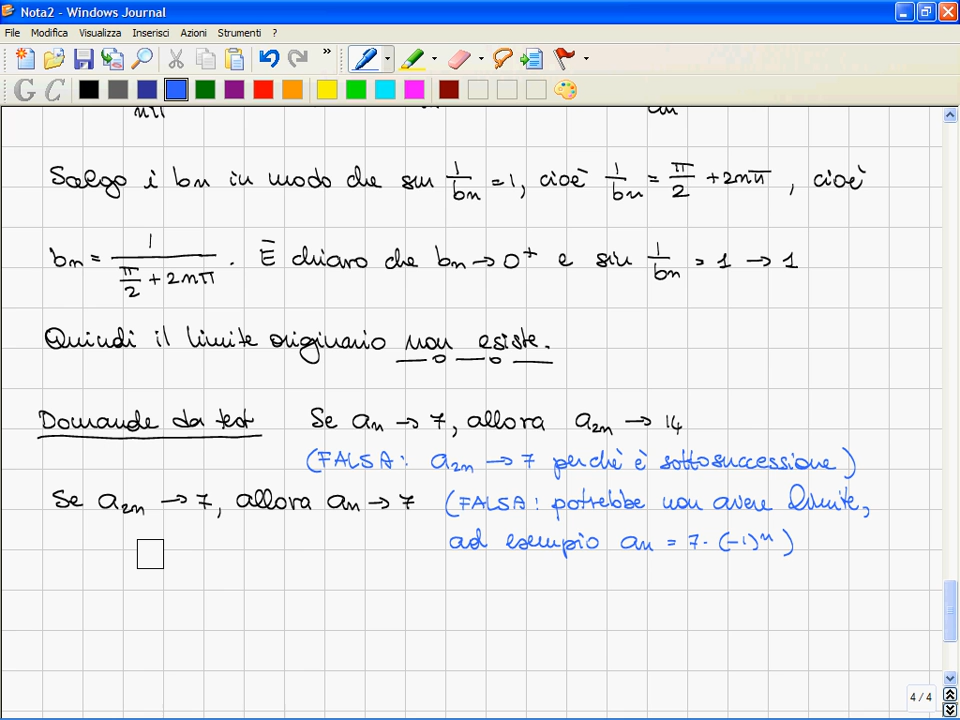 Nota2 - Windows Journal
File Modifica Visualizza Inserisci Azioni Strumenti ?
G C
nπ
Scelgo i bn in modo che sin 1/bn = 1, cioè 1/bn = π/2 + 2nπ, cioè
bn = 1/(π/2 + 2nπ). È chiaro che bn → 0+ e sin 1/bn = 1 → 1
Quindi il limite originario non esiste.
Domande da test Se an → 7, allora a2n → 14
(FALSA: a2n → 7 perchè è sottosuccessione)
Se a2n → 7, allora an → 7 (FALSA: potrebbe non avere limite,
ad esempio an = 7·(-1)^n)
4 / 4